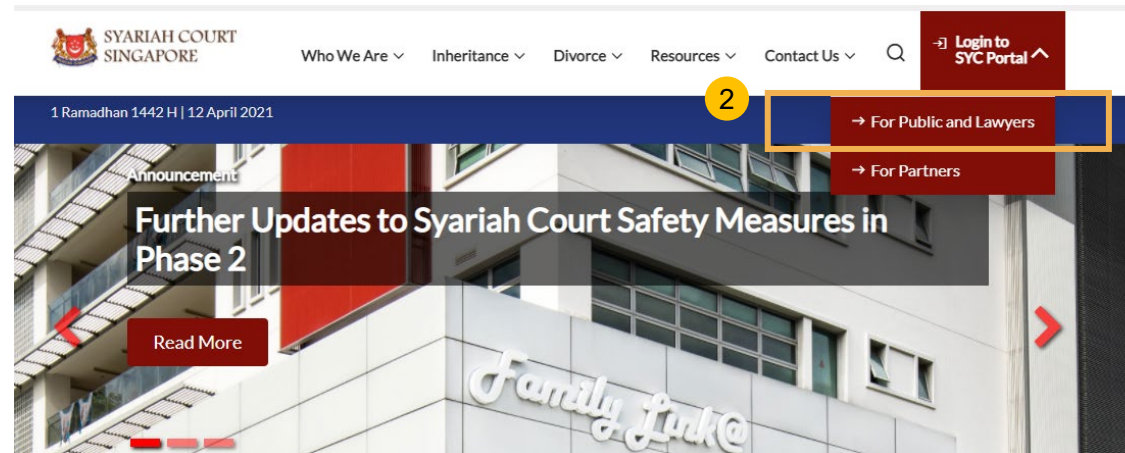 SYARIAH COURT
SINGAPORE
Who We Are
Inheritance
Divorce
Resources
Contact Us
Login to
SYC Portal
2
1 Ramadhan 1442 H | 12 April 2021
→ For Public and Lawyers
→ For Partners
Announcement
Further Updates to Syariah Court Safety Measures in
Phase 2
Read More
Family Link@